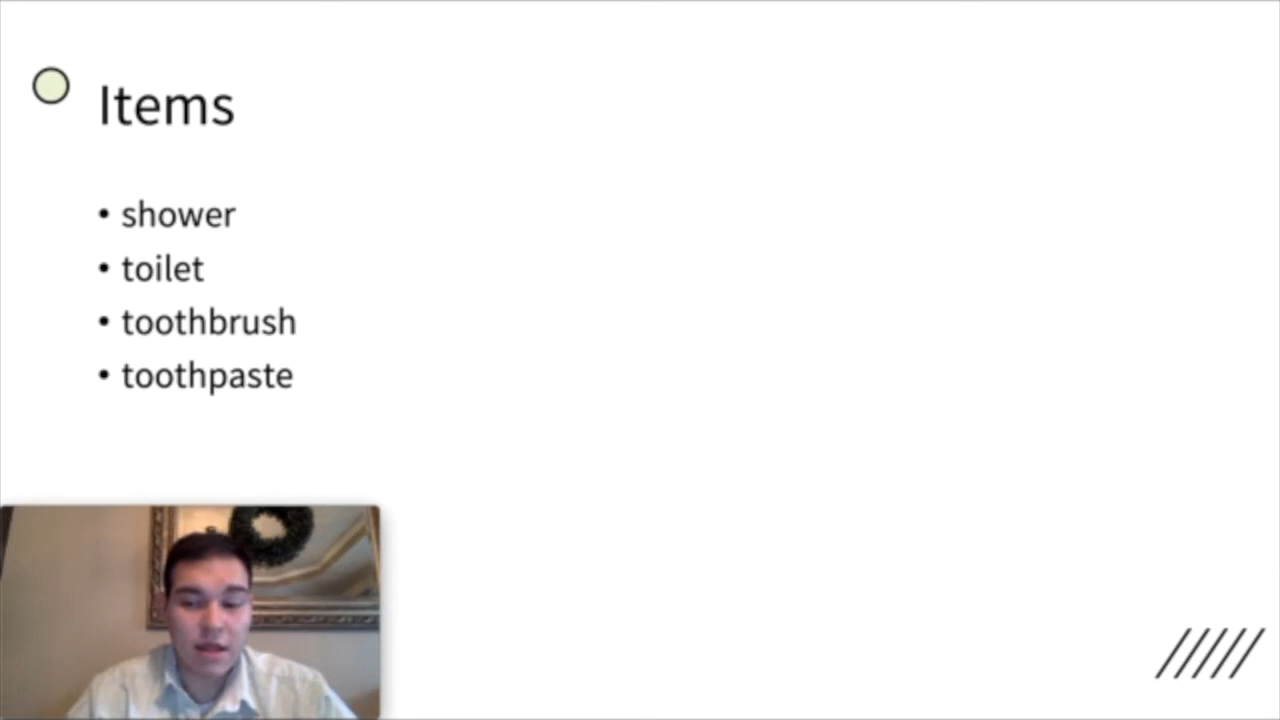 Items
• shower
• toilet
• toothbrush
• toothpaste